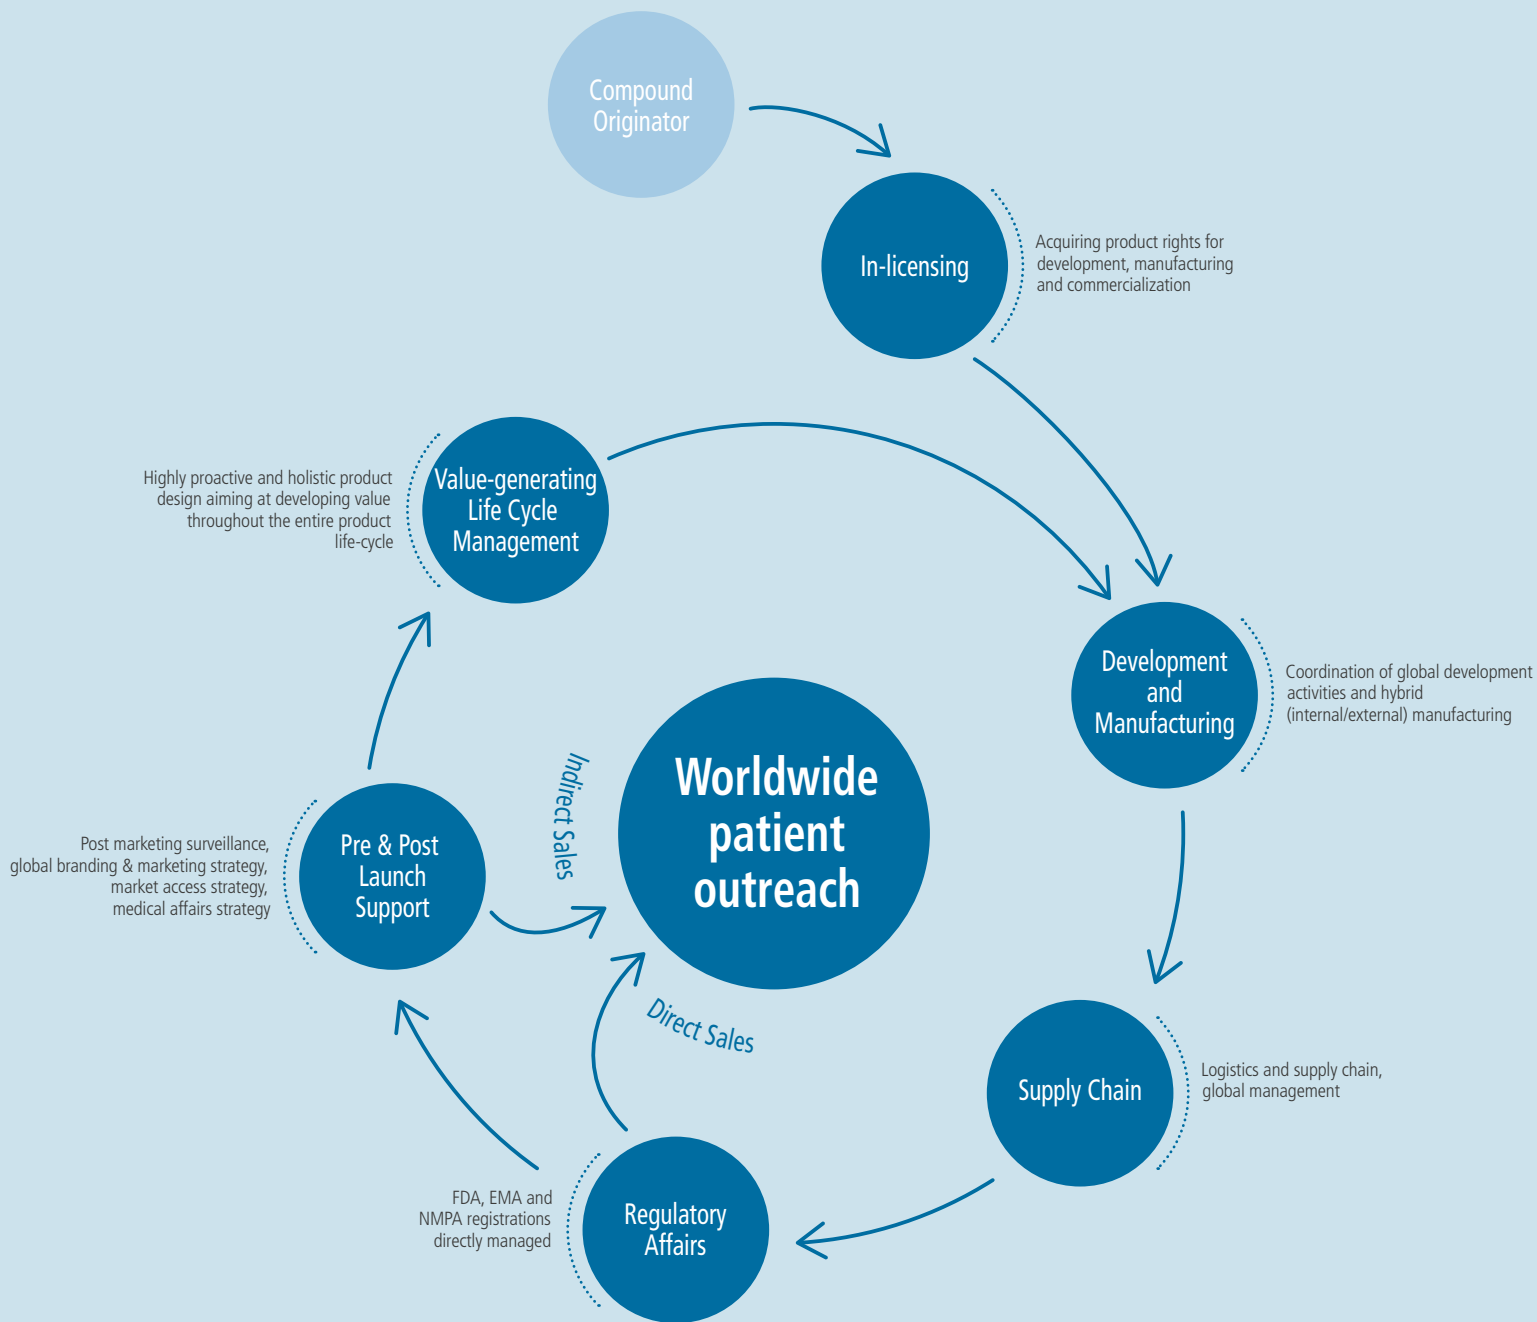 Compound
Originator
In-licensing
Acquiring product rights for
development, manufacturing
and commercialization
Value-generating
Life Cycle
Management
Highly proactive and holistic product
design aiming at developing value
throughout the entire product
life-cycle
Development
and
Manufacturing
Coordination of global development
activities and hybrid
(internal/external) manufacturing
Worldwide
patient
outreach
Indirect Sales
Direct Sales
Pre & Post
Launch
Support
Post marketing surveillance,
global branding & marketing strategy,
market access strategy,
medical affairs strategy
Supply Chain
Logistics and supply chain,
global management
Regulatory
Affairs
FDA, EMA and
NMPA registrations
directly managed